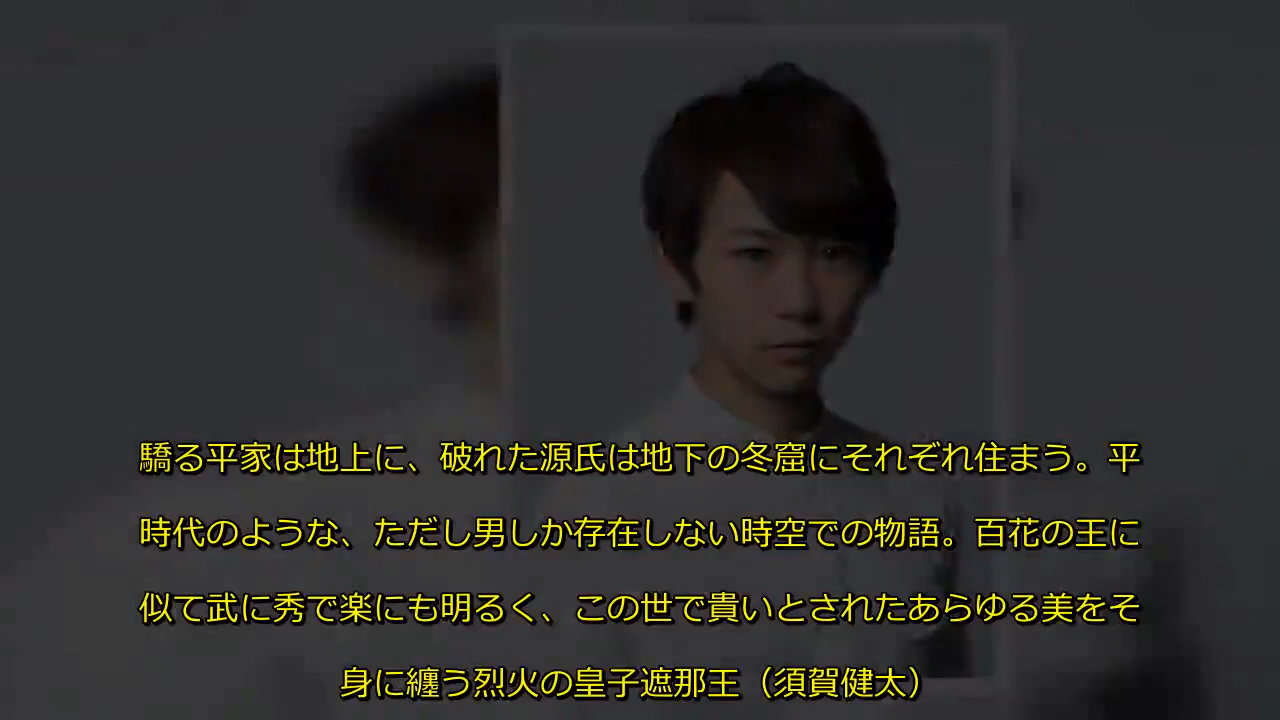 驕る平家は地上に、破れた源氏は地下の冬窟にそれぞれ住まう。平
時代のような、ただし男しか存在しない時空での物語。百花の王に
似て武に秀で楽にも明るく、この世で貴いとされたあらゆる美をそ
身に纏う烈火の皇子遮那王（須賀健太）